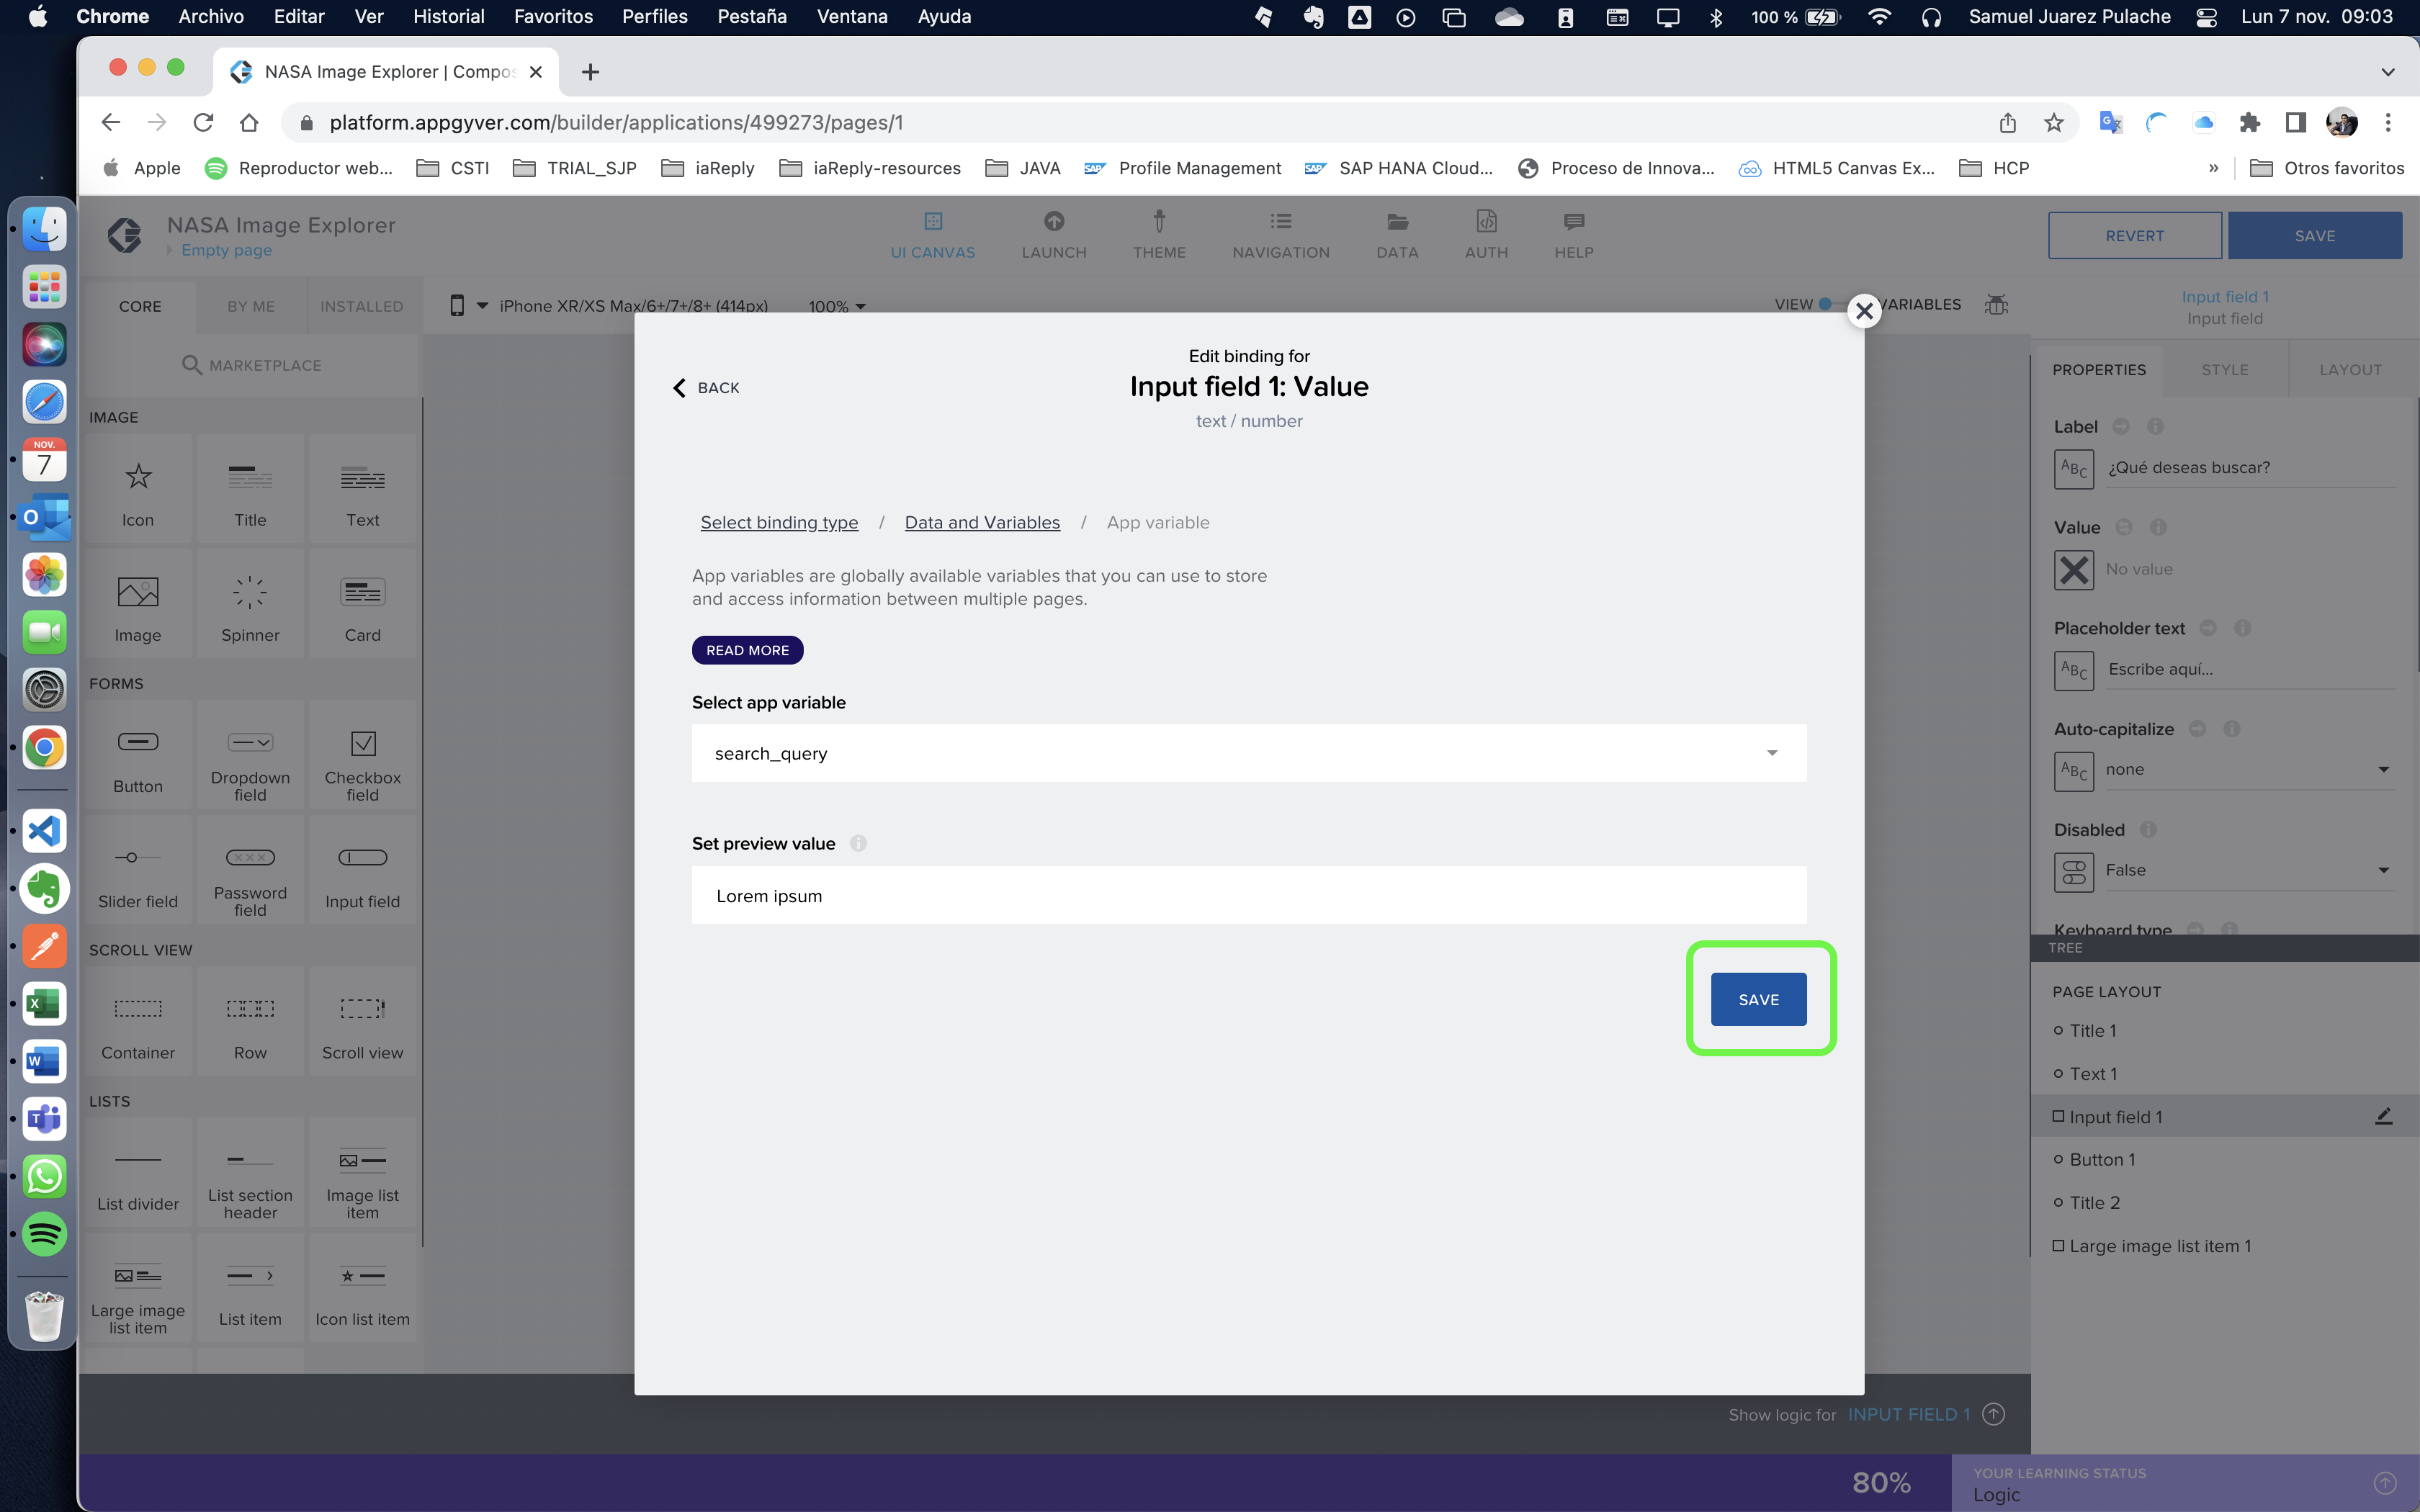 Chrome Archivo Editar Ver Historial Favoritos Perfiles Pestaña Ventana Ayuda 100 % Samuel Juarez Pulache Lun 7 nov. 09:03
NASA Image Explorer | Compos
platform.appgyver.com/builder/applications/499273/pages/1
Apple Reproductor web... CSTI TRIAL_SJP iaReply iaReply-resources JAVA Profile Management SAP HANA Cloud... Proceso de Innova... HTML5 Canvas Ex... HCP » Otros favoritos
NASA Image Explorer
Empty page
UI CANVAS LAUNCH THEME NAVIGATION DATA AUTH HELP
REVERT SAVE
CORE BY ME INSTALLED
iPhone XR/XS Max/6+/7+/8+ (414px) 100%
VIEW VARIABLES
Input field 1
Input field
MARKETPLACE
IMAGE
Icon Title Text
Image Spinner Card
FORMS
Button Dropdown field Checkbox field
Slider field Password field Input field
SCROLL VIEW
Container Row Scroll view
LISTS
List divider List section header Image list item
Large image list item List item Icon list item
BACK
Edit binding for
Input field 1: Value
text / number
Select binding type / Data and Variables / App variable
App variables are globally available variables that you can use to store
and access information between multiple pages.
READ MORE
Select app variable
search_query
Set preview value
Lorem ipsum
SAVE
PROPERTIES STYLE LAYOUT
Label
ABC ¿Qué deseas buscar?
Value
No value
Placeholder text
ABC Escribe aquí...
Auto-capitalize
ABC none
Disabled
False
Keyboard type
TREE
PAGE LAYOUT
Title 1
Text 1
Input field 1
Button 1
Title 2
Large image list item 1
Show logic for INPUT FIELD 1
80%
YOUR LEARNING STATUS
Logic
NOV.
7